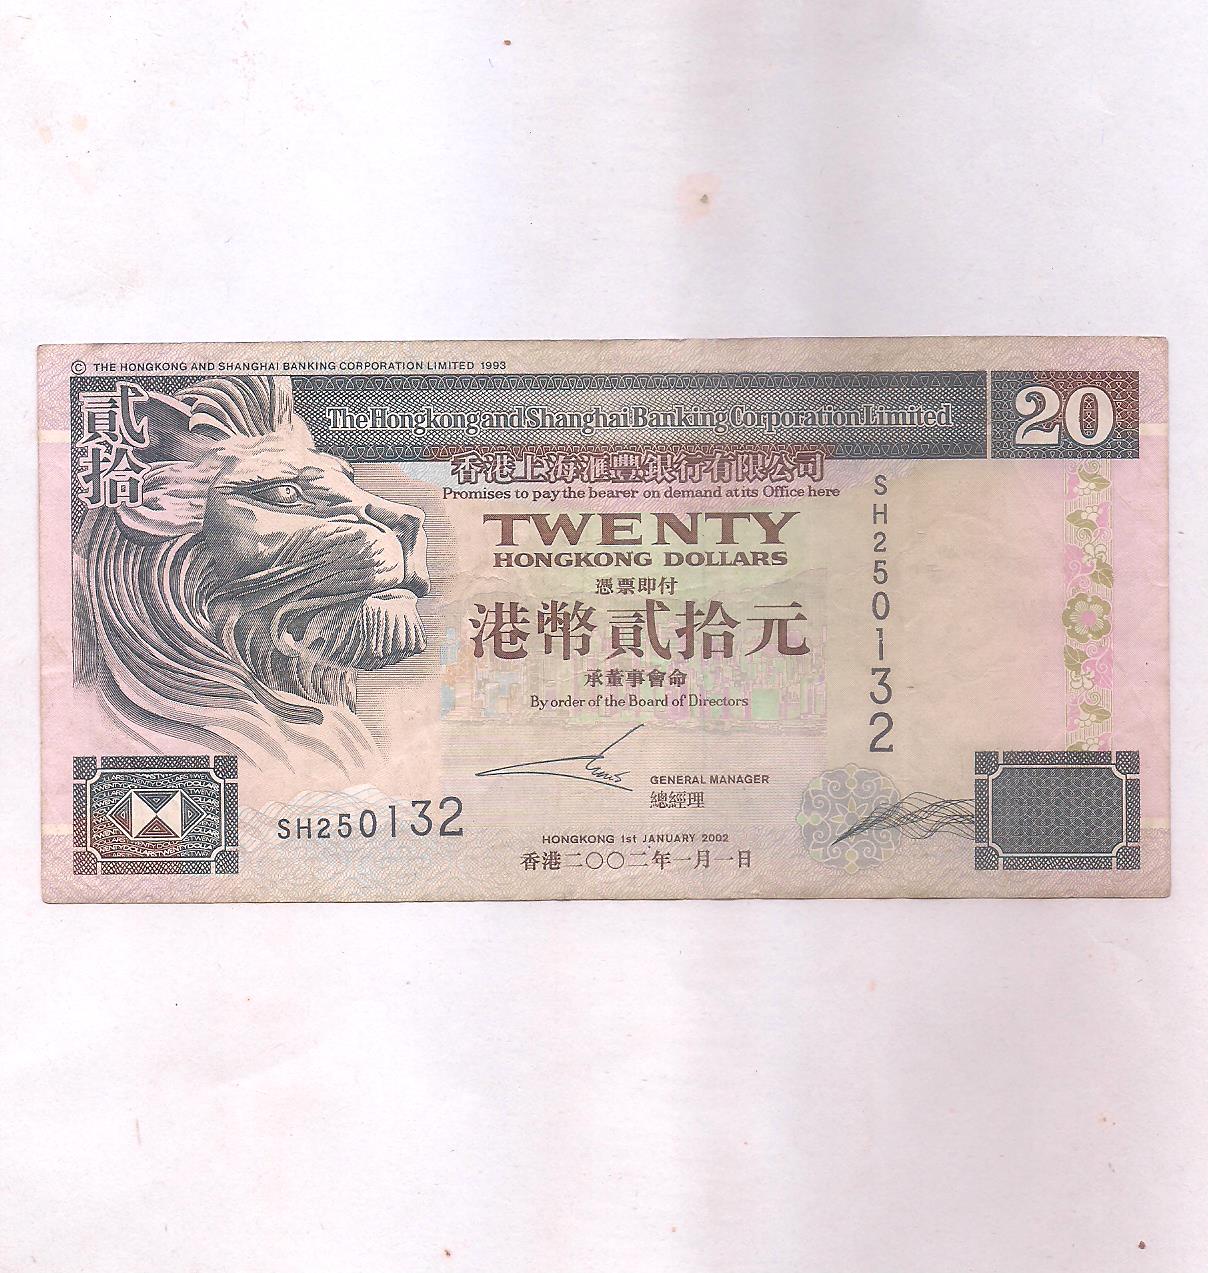 © THE HONGKONG AND SHANGHAI BANKING CORPORATION LIMITED 1993
貳拾
The Hongkong and Shanghai Banking Corporation Limited
20
香港上海滙豐銀行有限公司
Promises to pay the bearer on demand at its Office here
TWENTY
HONGKONG DOLLARS
憑票即付
港幣貳拾元
承董事會命
By order of the Board of Directors
SH250132
GENERAL MANAGER
總經理
SH250132
HONGKONG 1st JANUARY 2002
香港二〇〇二年一月一日